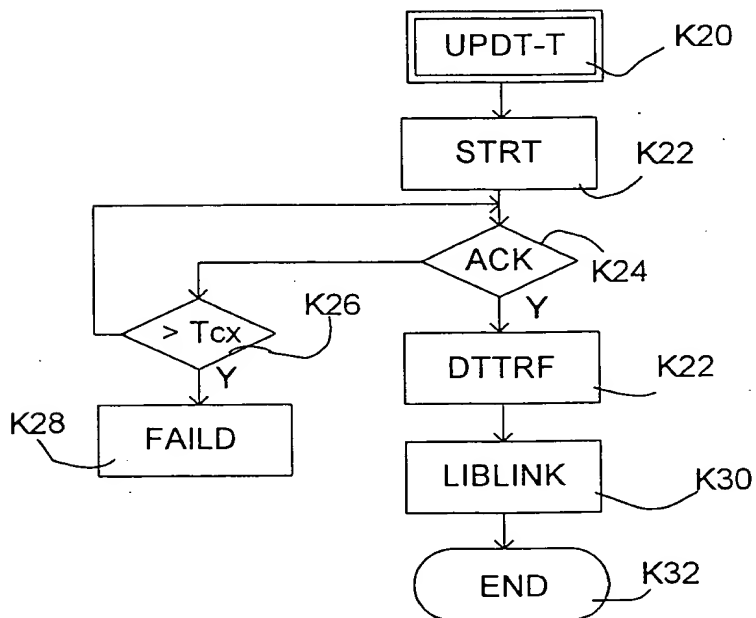 UPDT-T
K20
STRT
K22
ACK
K24
Y
> Tcx
K26
Y
DTTRF
K22
K28
FAILD
LIBLINK
K30
END
K32